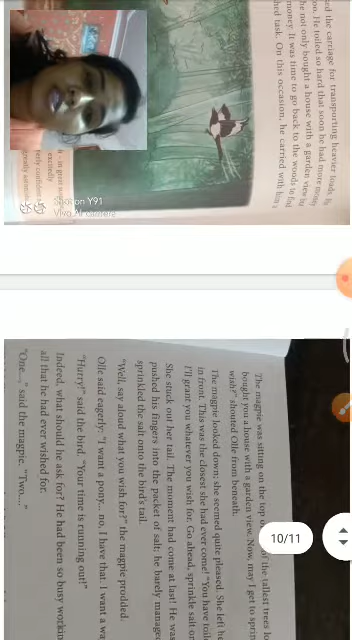 ed the carriage for transporting heavier loads. By
on. He toiled so hard that soon he had more money
he not only bought a house with a garden view but
money. It was time to go back to the woods to find
hed task. On this occasion, he carried with him a
excitedly
Shot on Y91
Vivo AI camera
The magpie was sitting on the top of the tallest trees
bought you a house with a garden view. Now, may I get to
wish?" shouted Olle from beneath.
The magpie looked down; she seemed quite pleased. She left
in front. This was the closest she had ever come! "You have
I'll grant you whatever you wish for. Go ahead, sprinkle salt on
She stuck out her tail. The moment had come at last! He was
pushed his fingers into the packet of salt; he barely managed
sprinkled the salt onto the bird's tail.
"Well, say aloud what you wish for?" the magpie prodded.
Olle said eagerly: "I want a pony... no, I have that. I want a
"Hurry!" said the bird. "Your time is running out!"
Indeed, what should he ask for? He had been so busy
all that he had ever wished for.
"One...," said the magpie. "Two...."
10/11